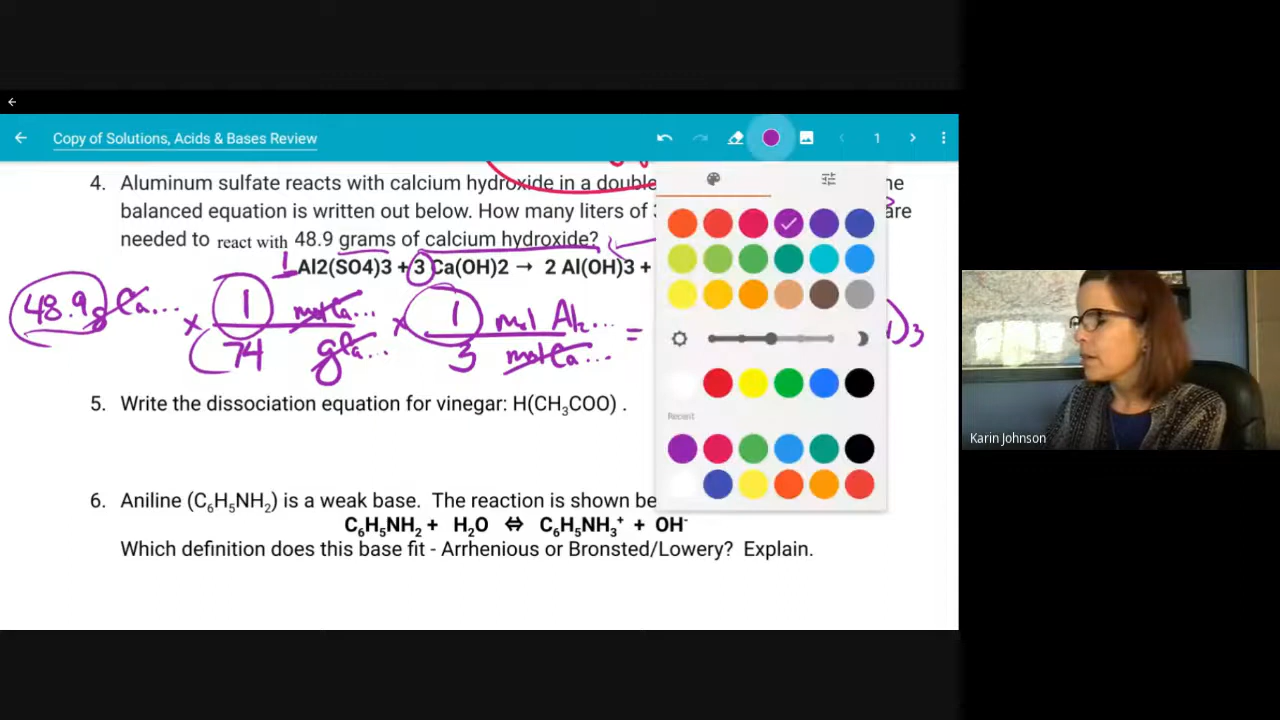 Copy of Solutions, Acids & Bases Review
1
4. Aluminum sulfate reacts with calcium hydroxide in a double
balanced equation is written out below. How many liters of are
needed to react with 48.9 grams of calcium hydroxide?
1 Al2(SO4)3 + 3 Ca(OH)2 → 2 Al(OH)3 +
48.9g Ca... × 1 mol Ca... × 1 mol Al2... = )3
74 g Ca... 3 mol Ca...
5. Write the dissociation equation for vinegar: H(CH₃COO) .
Recent
6. Aniline (C₆H₅NH₂) is a weak base. The reaction is shown be
C₆H₅NH₂ + H₂O ⇔ C₆H₅NH₃⁺ + OH⁻
Which definition does this base fit - Arrhenious or Bronsted/Lowery? Explain.
Karin Johnson